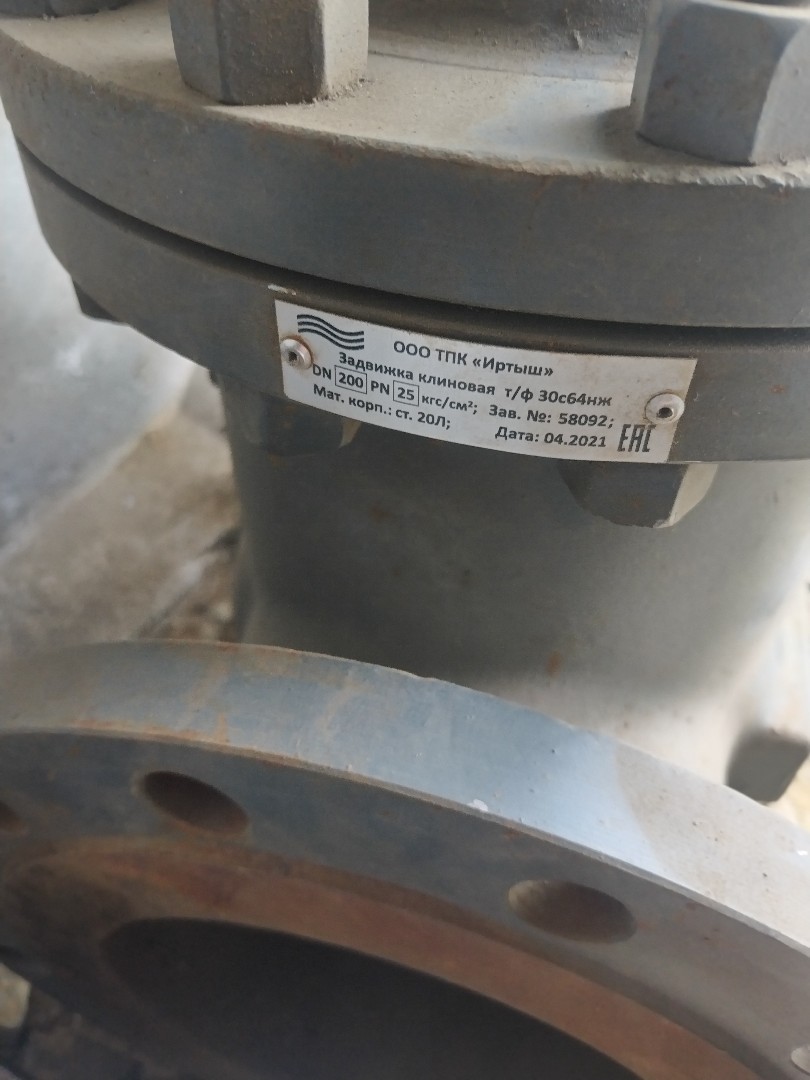 ООО ТПК «Иртыш»
Задвижка клиновая т/ф 30с64нж
DN 200 PN 25 кгс/см²; Зав. №: 58092;
Мат. корп.: ст. 20Л; Дата: 04.2021 ЕАС